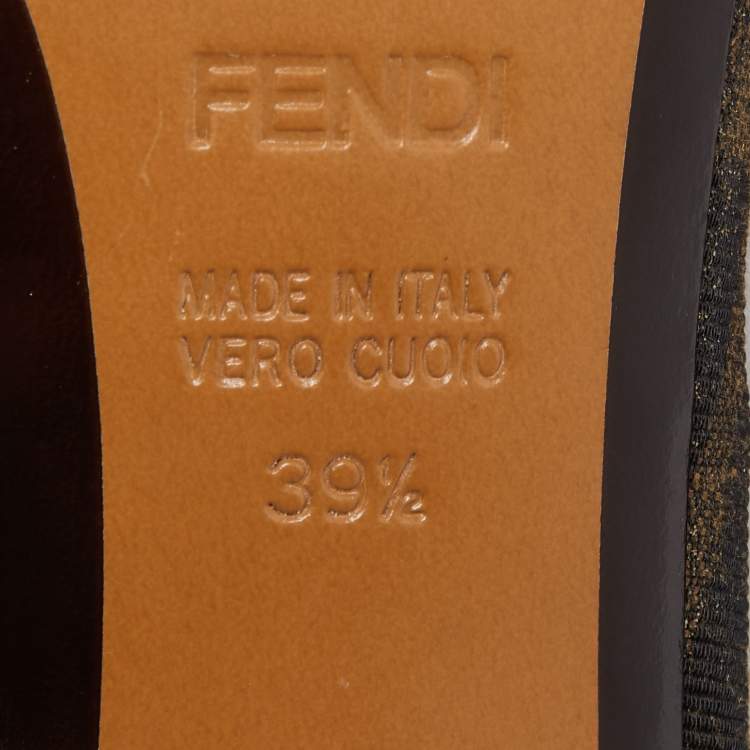 FENDI
MADE IN ITALY
VERO CUOIO
39½